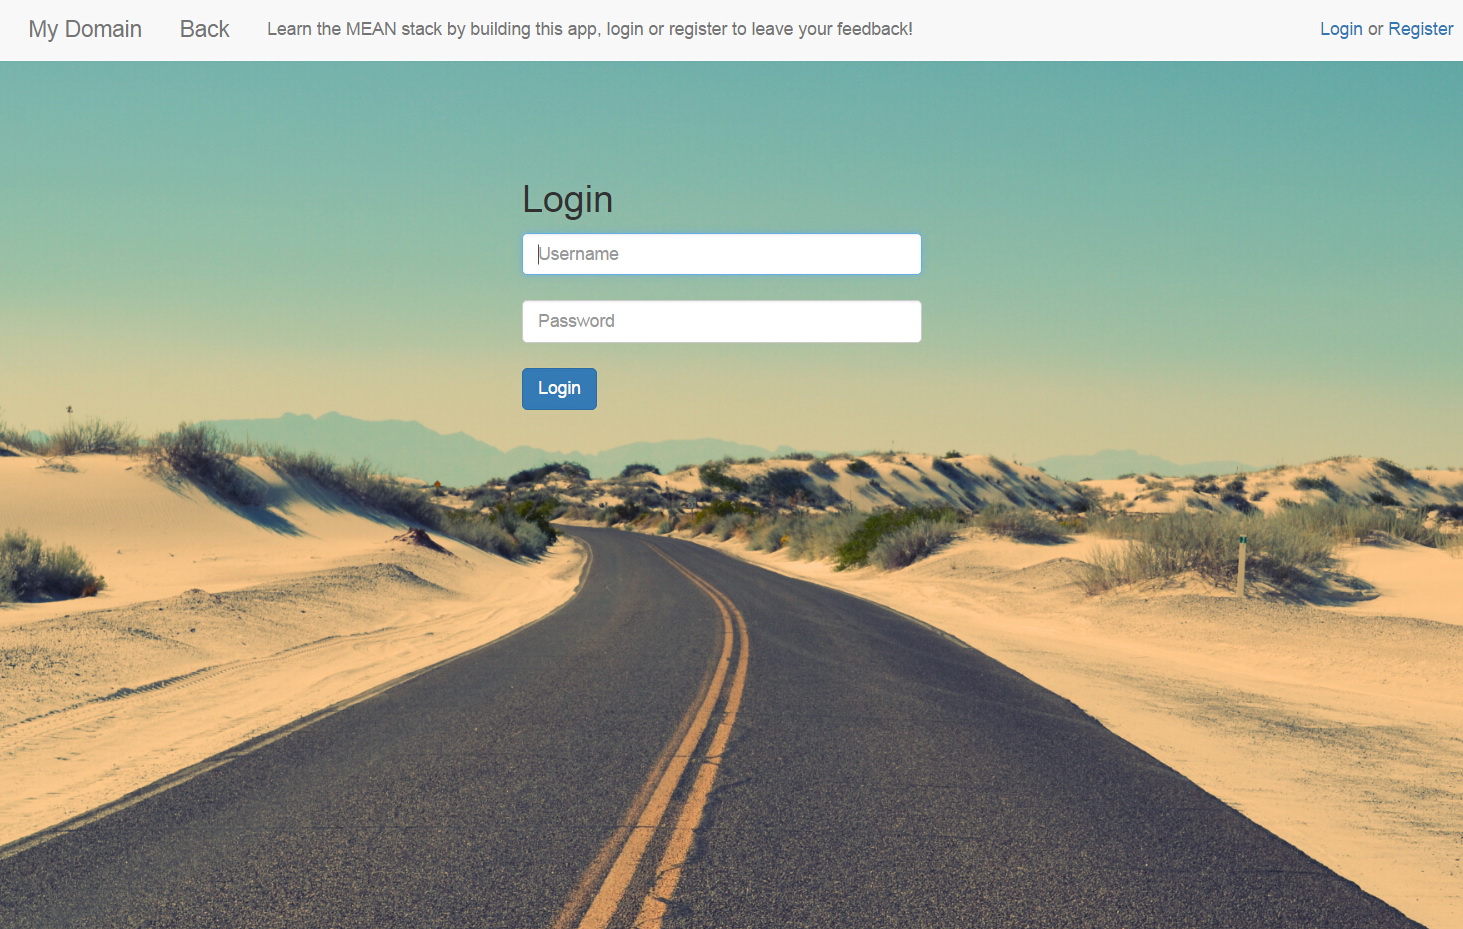 My Domain Back Learn the MEAN stack by building this app, login or register to leave your feedback! Login or Register
Login
Username
Password
Login